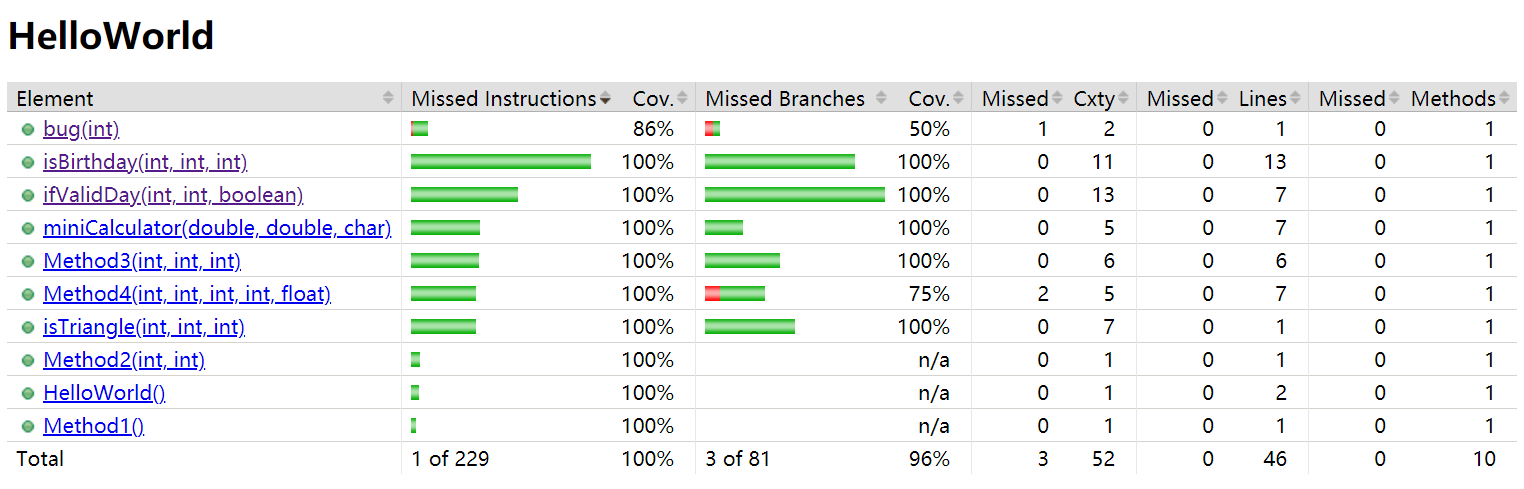 HelloWorld
Element Missed Instructions Cov. Missed Branches Cov. Missed Cxty Missed Lines Missed Methods
bug(int) 86% 50% 1 2 0 1 0 1
isBirthday(int, int, int) 100% 100% 0 11 0 13 0 1
ifValidDay(int, int, boolean) 100% 100% 0 13 0 7 0 1
miniCalculator(double, double, char) 100% 100% 0 5 0 7 0 1
Method3(int, int, int) 100% 100% 0 6 0 6 0 1
Method4(int, int, int, int, float) 100% 75% 2 5 0 7 0 1
isTriangle(int, int, int) 100% 100% 0 7 0 1 0 1
Method2(int, int) 100% n/a 0 1 0 1 0 1
HelloWorld() 100% n/a 0 1 0 2 0 1
Method1() 100% n/a 0 1 0 1 0 1
Total 1 of 229 100% 3 of 81 96% 3 52 0 46 0 10